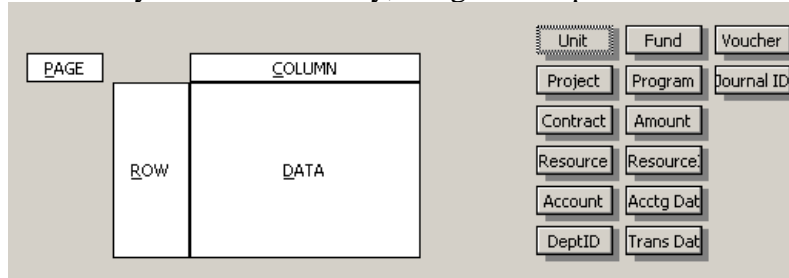 Unit Fund Voucher
PAGE COLUMN
Project Program Journal ID
Contract Amount
ROW DATA
Resource Resource
Account Acctg Dat
DeptID Trans Dat